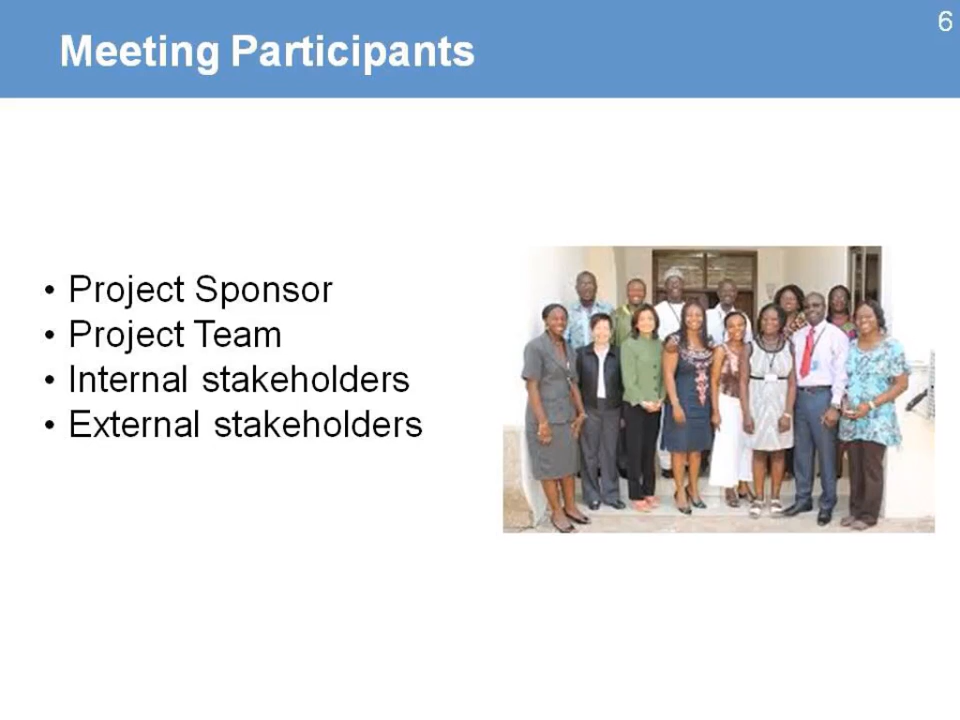 6
Meeting Participants
• Project Sponsor
• Project Team
• Internal stakeholders
• External stakeholders